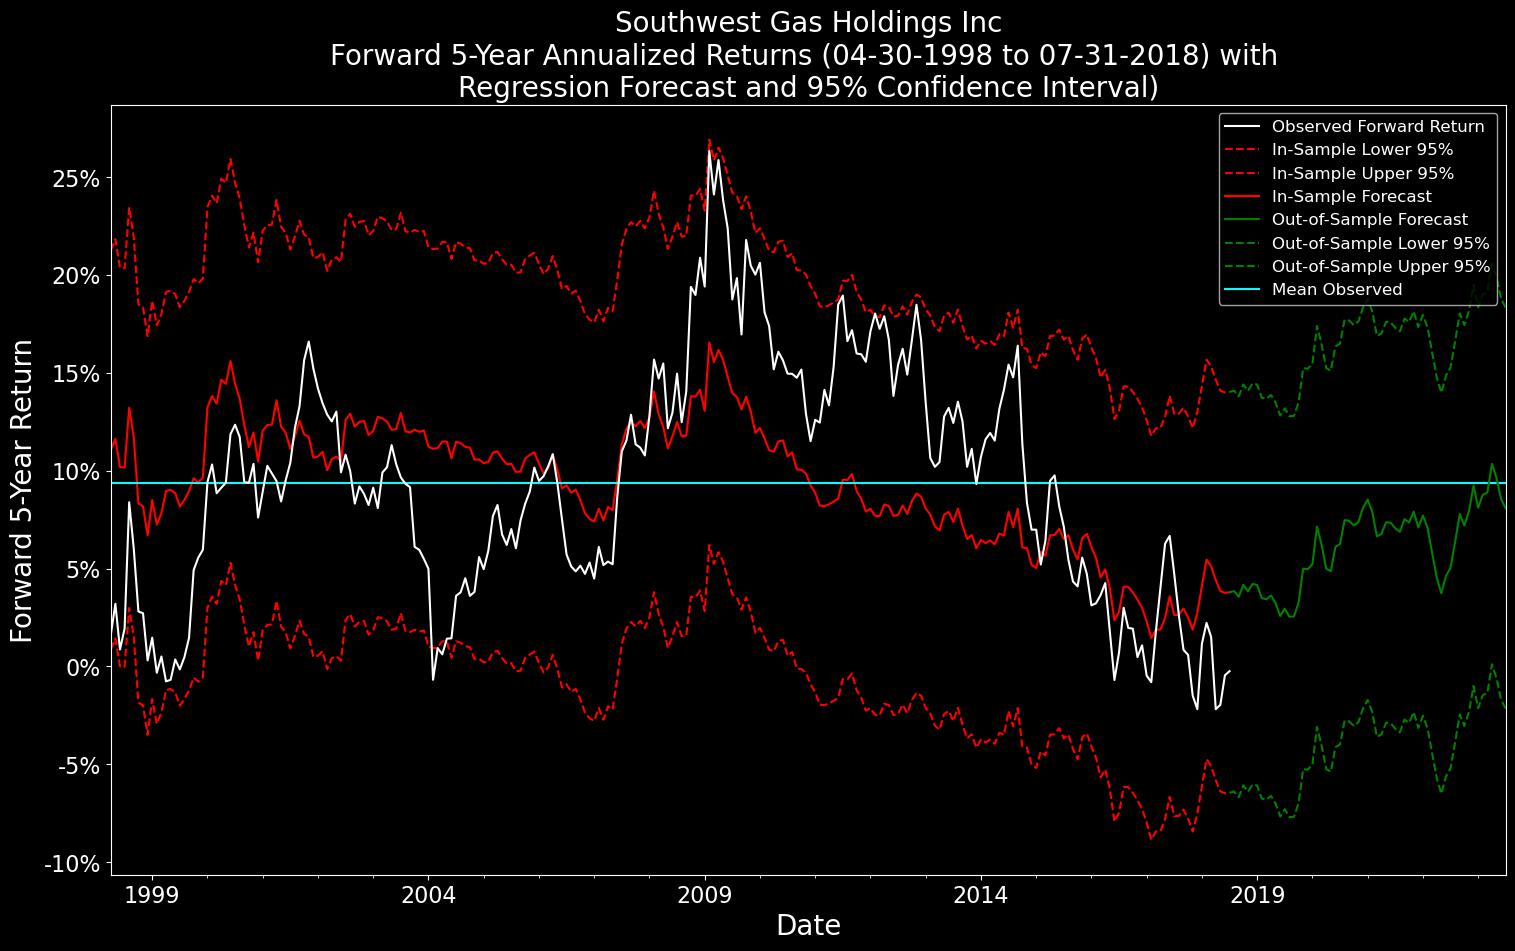 Southwest Gas Holdings Inc
Forward 5-Year Annualized Returns (04-30-1998 to 07-31-2018) with
Regression Forecast and 95% Confidence Interval)
Forward 5-Year Return
25%
20%
15%
10%
5%
0%
-5%
-10%
Observed Forward Return
In-Sample Lower 95%
In-Sample Upper 95%
In-Sample Forecast
Out-of-Sample Forecast
Out-of-Sample Lower 95%
Out-of-Sample Upper 95%
Mean Observed
1999
2004
2009
2014
2019
Date